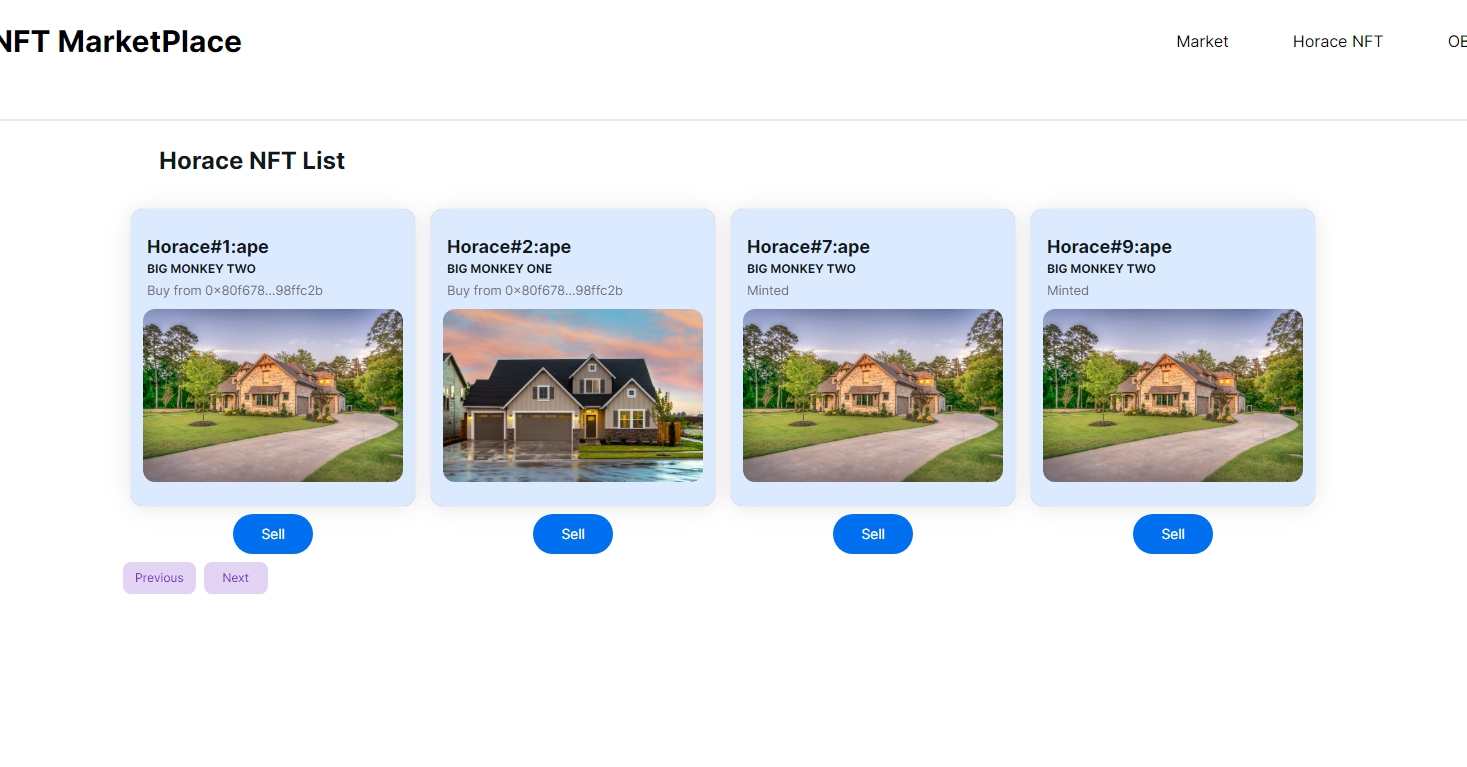 NFT MarketPlace
Market
Horace NFT
Horace NFT List
Horace#1:ape
BIG MONKEY TWO
Buy from 0×80f678...98ffc2b
Sell
Horace#2:ape
BIG MONKEY ONE
Buy from 0×80f678...98ffc2b
Sell
Horace#7:ape
BIG MONKEY TWO
Minted
Sell
Horace#9:ape
BIG MONKEY TWO
Minted
Sell
Previous
Next